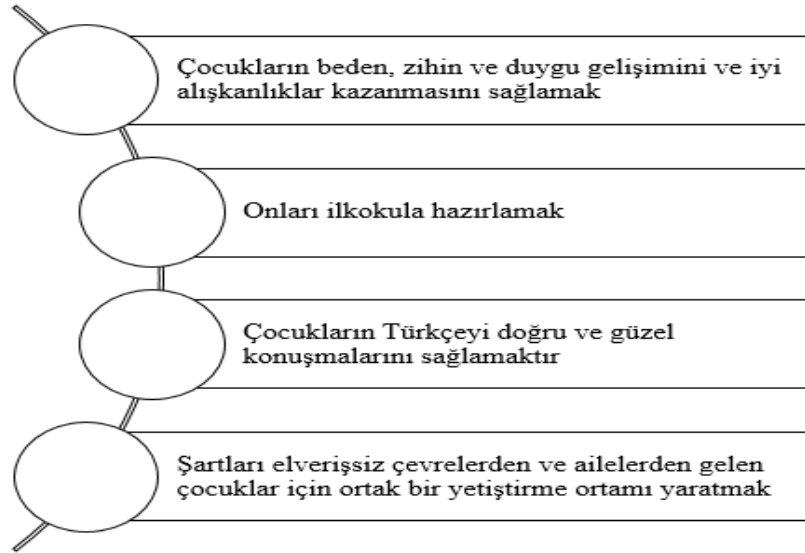 Çocukların beden, zihin ve duygu gelişimini ve iyi
alışkanlıklar kazanmasını sağlamak
Onları ilkokula hazırlamak
Çocukların Türkçeyi doğru ve güzel
konuşmalarını sağlamaktır
Şartları elverişsiz çevrelerden ve ailelerden gelen
çocuklar için ortak bir yetiştirme ortamı yaratmak